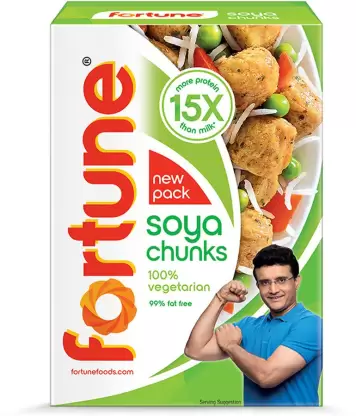 fortune
soya
chunks
fortune®
more protein
15X
than milk*
new
pack
soya
chunks
100%
vegetarian
99% fat free
fortunefoods.com
Serving Suggestion